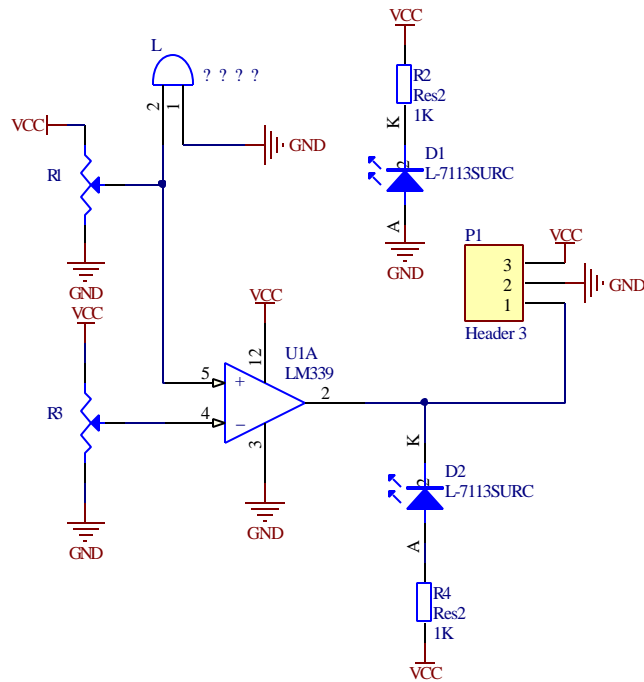 L
? ? ? ?
2
1
VCC
R1
GND
GND
VCC
R2
Res2
1K
K
2
D1
L-7113SURC
A
GND
P1
VCC
3
2
1
GND
Header 3
VCC
R3
GND
VCC
12
U1A
LM339
5
+
4
−
2
3
GND
K
2
D2
L-7113SURC
A
R4
Res2
1K
VCC